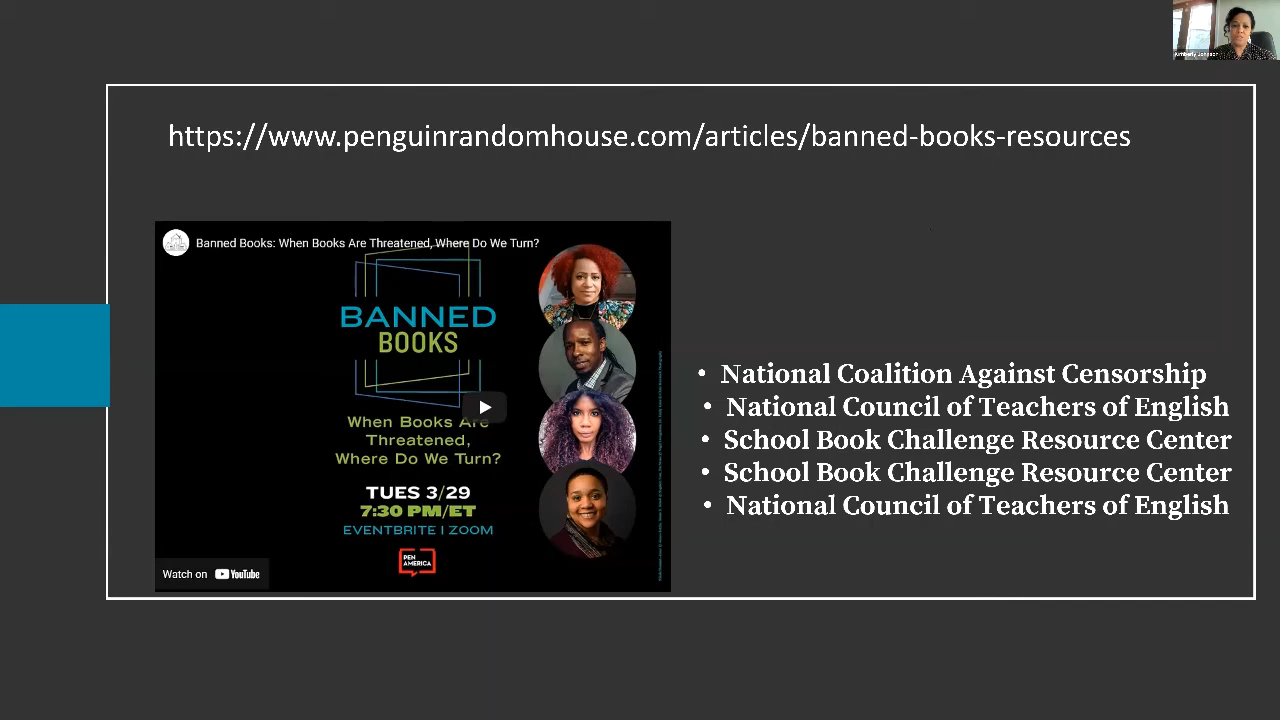 Kimberly Johnson
https://www.penguinrandomhouse.com/articles/banned-books-resources
Banned Books: When Books Are Threatened, Where Do We Turn?
BANNED
BOOKS
When Books Are
Threatened,
Where Do We Turn?
TUES 3/29
7:30 PM/ET
EVENTBRITE | ZOOM
PEN
AMERICA
Watch on YouTube
• National Coalition Against Censorship
• National Council of Teachers of English
• School Book Challenge Resource Center
• School Book Challenge Resource Center
• National Council of Teachers of English